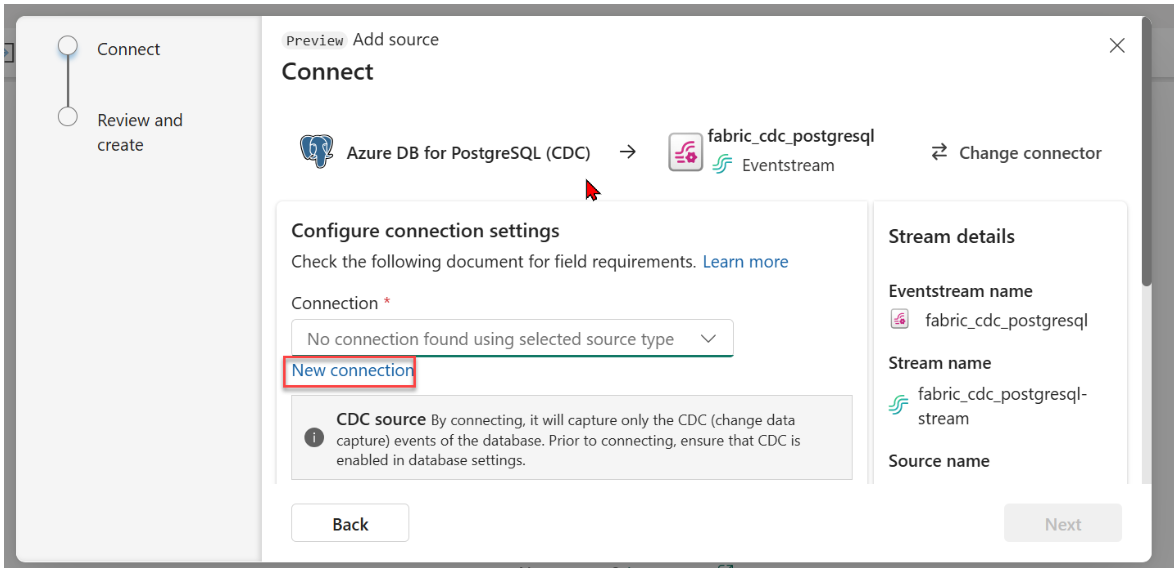 Connect
Review and
create
Preview Add source
Connect
Azure DB for PostgreSQL (CDC)
fabric_cdc_postgresql
Eventstream
Change connector
Configure connection settings
Check the following document for field requirements. Learn more
Connection *
No connection found using selected source type
New connection
CDC source By connecting, it will capture only the CDC (change data
capture) events of the database. Prior to connecting, ensure that CDC is
enabled in database settings.
Stream details
Eventstream name
fabric_cdc_postgresql
Stream name
fabric_cdc_postgresql-
stream
Source name
Back
Next